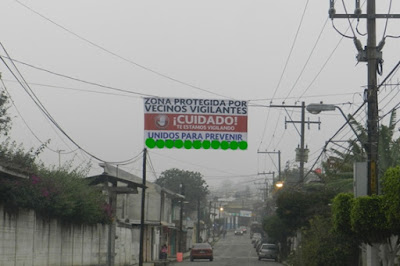 ZONA PROTEGIDA POR
VECINOS VIGILANTES
¡CUIDADO!
TE ESTAMOS VIGILANDO
UNIDOS PARA PREVENIR